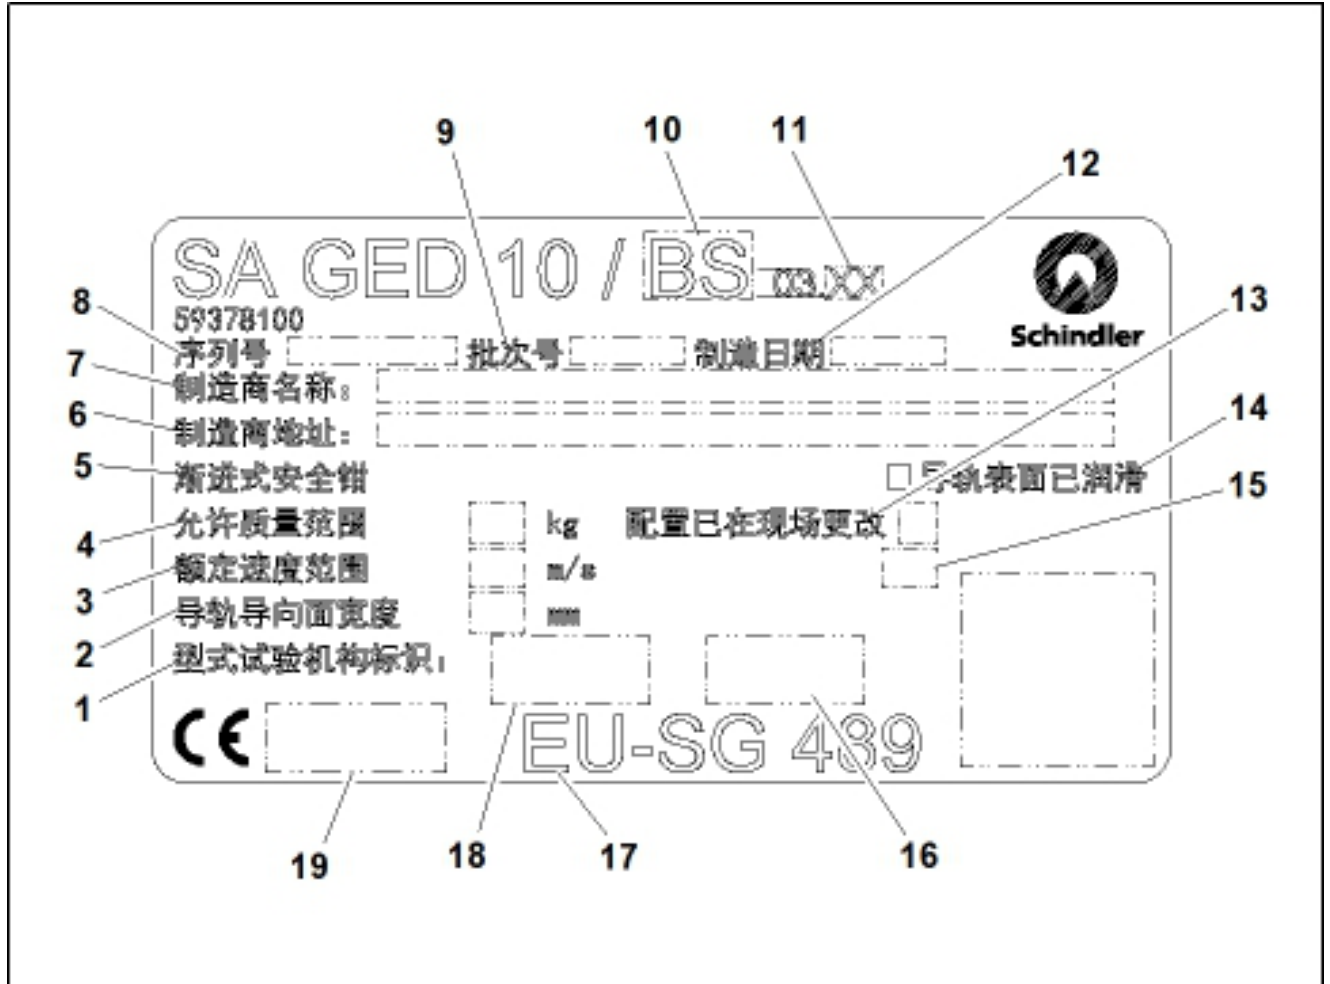 9 10 11 12
SA GED 10 / BS 03.XX
8 59378100 Schindler 13
7 序列号 批次号 制造日期
制造商名称:
6 制造商地址: 14
5 渐进式安全钳 导轨表面已润滑 15
4 允许质量范围 kg 配置已在现场更改
3 额定速度范围 m/s
2 导轨导向面宽度 mm
1 型式试验机构标识:
CE EU-SG 489
19 18 17 16